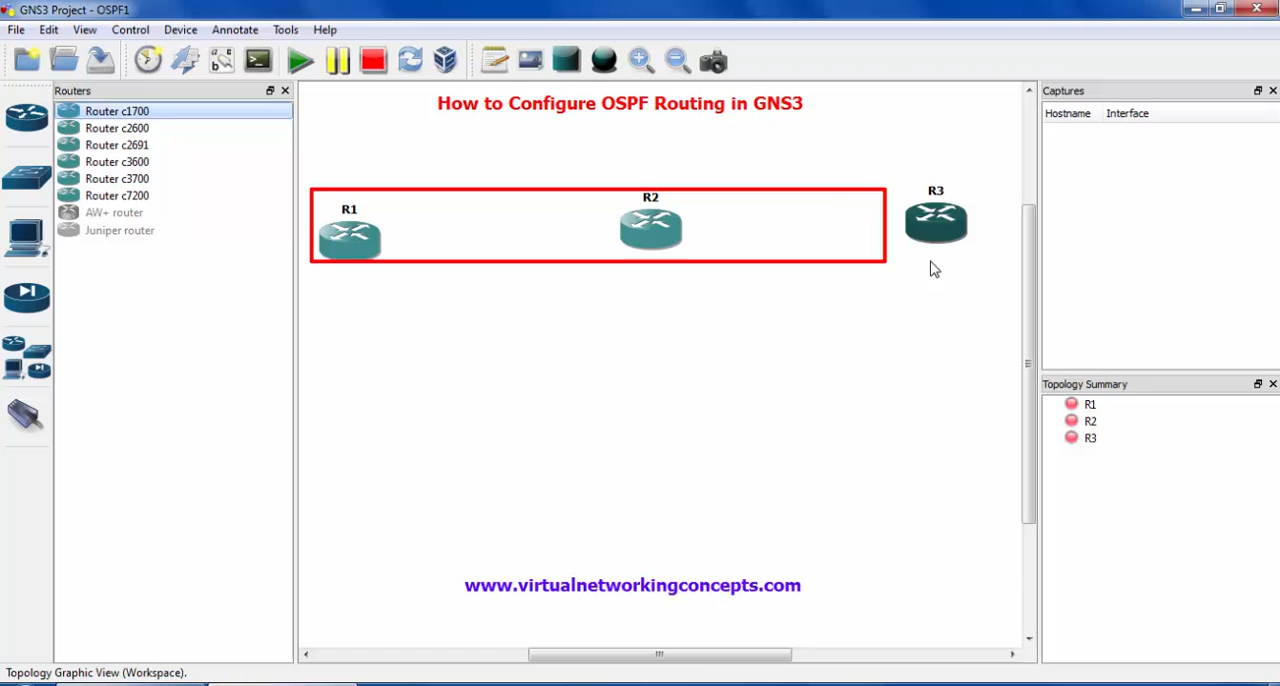 GNS3 Project - OSPF1
File Edit View Control Device Annotate Tools Help
Routers
Router c1700
Router c2600
Router c2691
Router c3600
Router c3700
Router c7200
AW+ router
Juniper router
How to Configure OSPF Routing in GNS3
R1
R2
R3
www.virtualnetworkingconcepts.com
Captures
Hostname Interface
Topology Summary
R1
R2
R3
Topology Graphic View (Workspace).